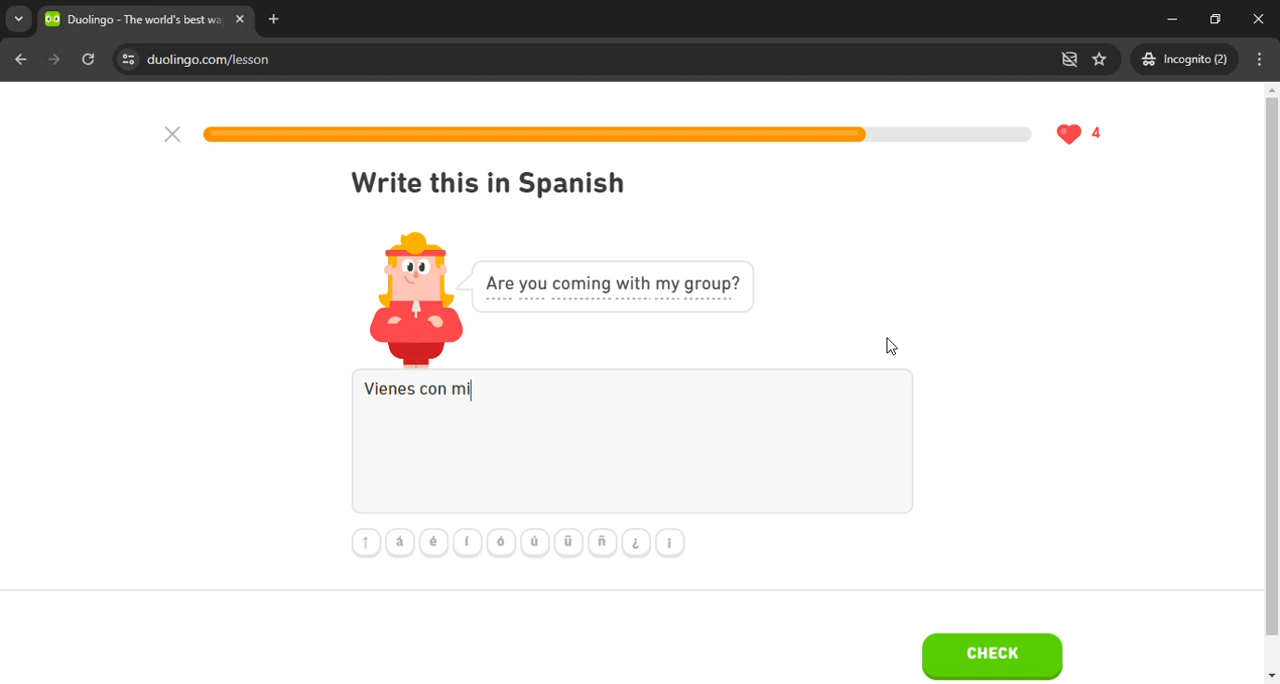 Duolingo - The world's best wa
duolingo.com/lesson
Incognito (2)
4
Write this in Spanish
Are you coming with my group?
Vienes con mi
↑ á é í ó ú ü ñ ¿ ¡
CHECK